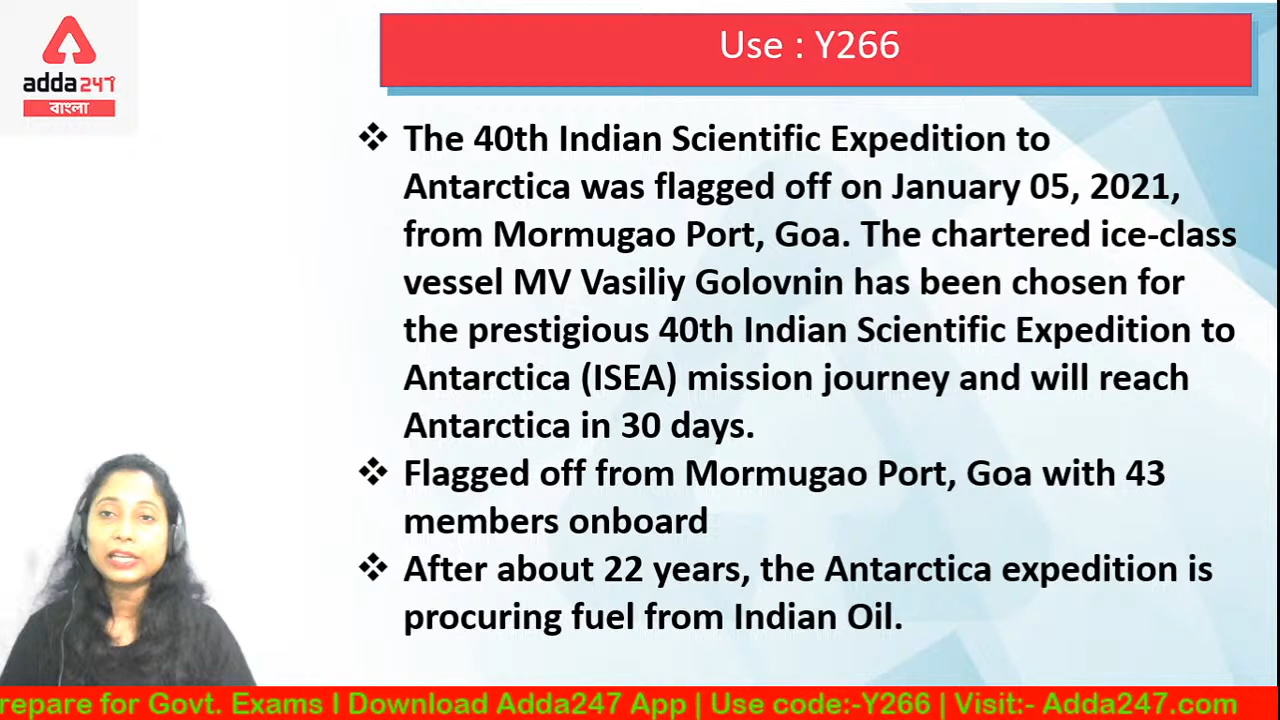 adda247
বাংলা
Use : Y266
❖ The 40th Indian Scientific Expedition to
Antarctica was flagged off on January 05, 2021,
from Mormugao Port, Goa. The chartered ice-class
vessel MV Vasiliy Golovnin has been chosen for
the prestigious 40th Indian Scientific Expedition to
Antarctica (ISEA) mission journey and will reach
Antarctica in 30 days.
❖ Flagged off from Mormugao Port, Goa with 43
members onboard
❖ After about 22 years, the Antarctica expedition is
procuring fuel from Indian Oil.
repare for Govt. Exams I Download Adda247 App | Use code:-Y266 | Visit:- Adda247.com